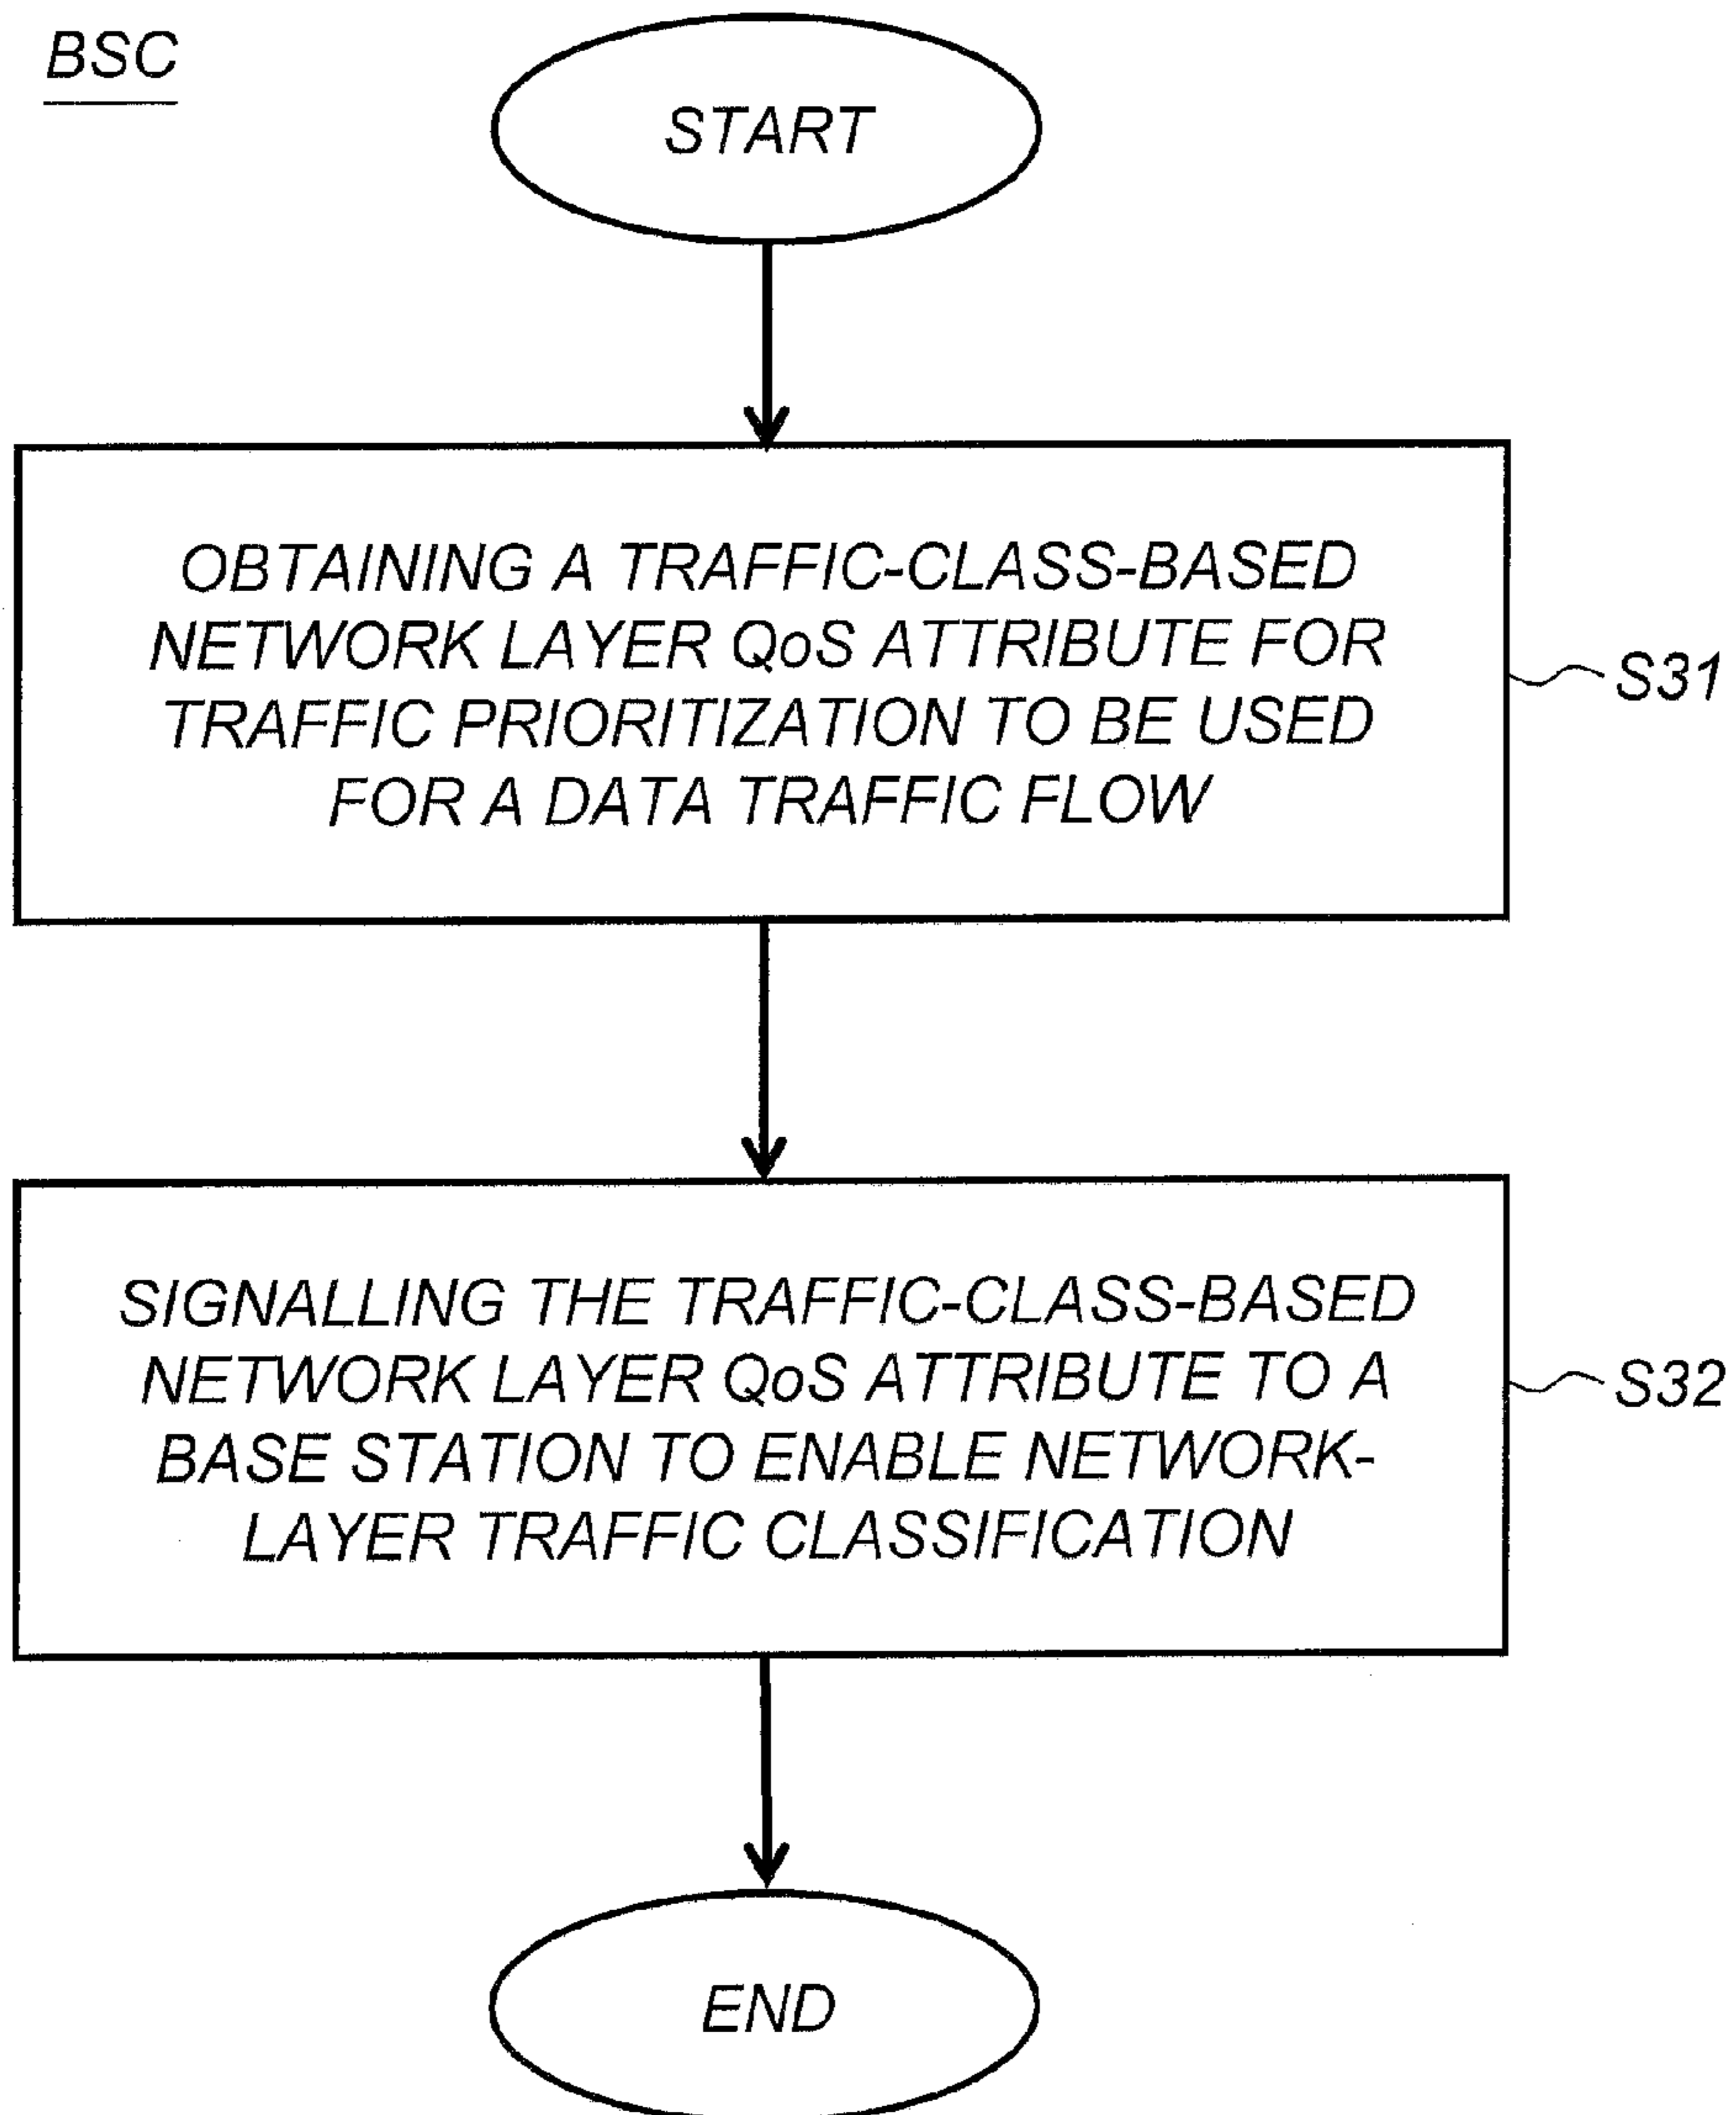 BSC
START
OBTAINING A TRAFFIC-CLASS-BASED
NETWORK LAYER QoS ATTRIBUTE FOR
TRAFFIC PRIORITIZATION TO BE USED
FOR A DATA TRAFFIC FLOW
S31
SIGNALLING THE TRAFFIC-CLASS-BASED
NETWORK LAYER QoS ATTRIBUTE TO A
BASE STATION TO ENABLE NETWORK-
LAYER TRAFFIC CLASSIFICATION
S32
END